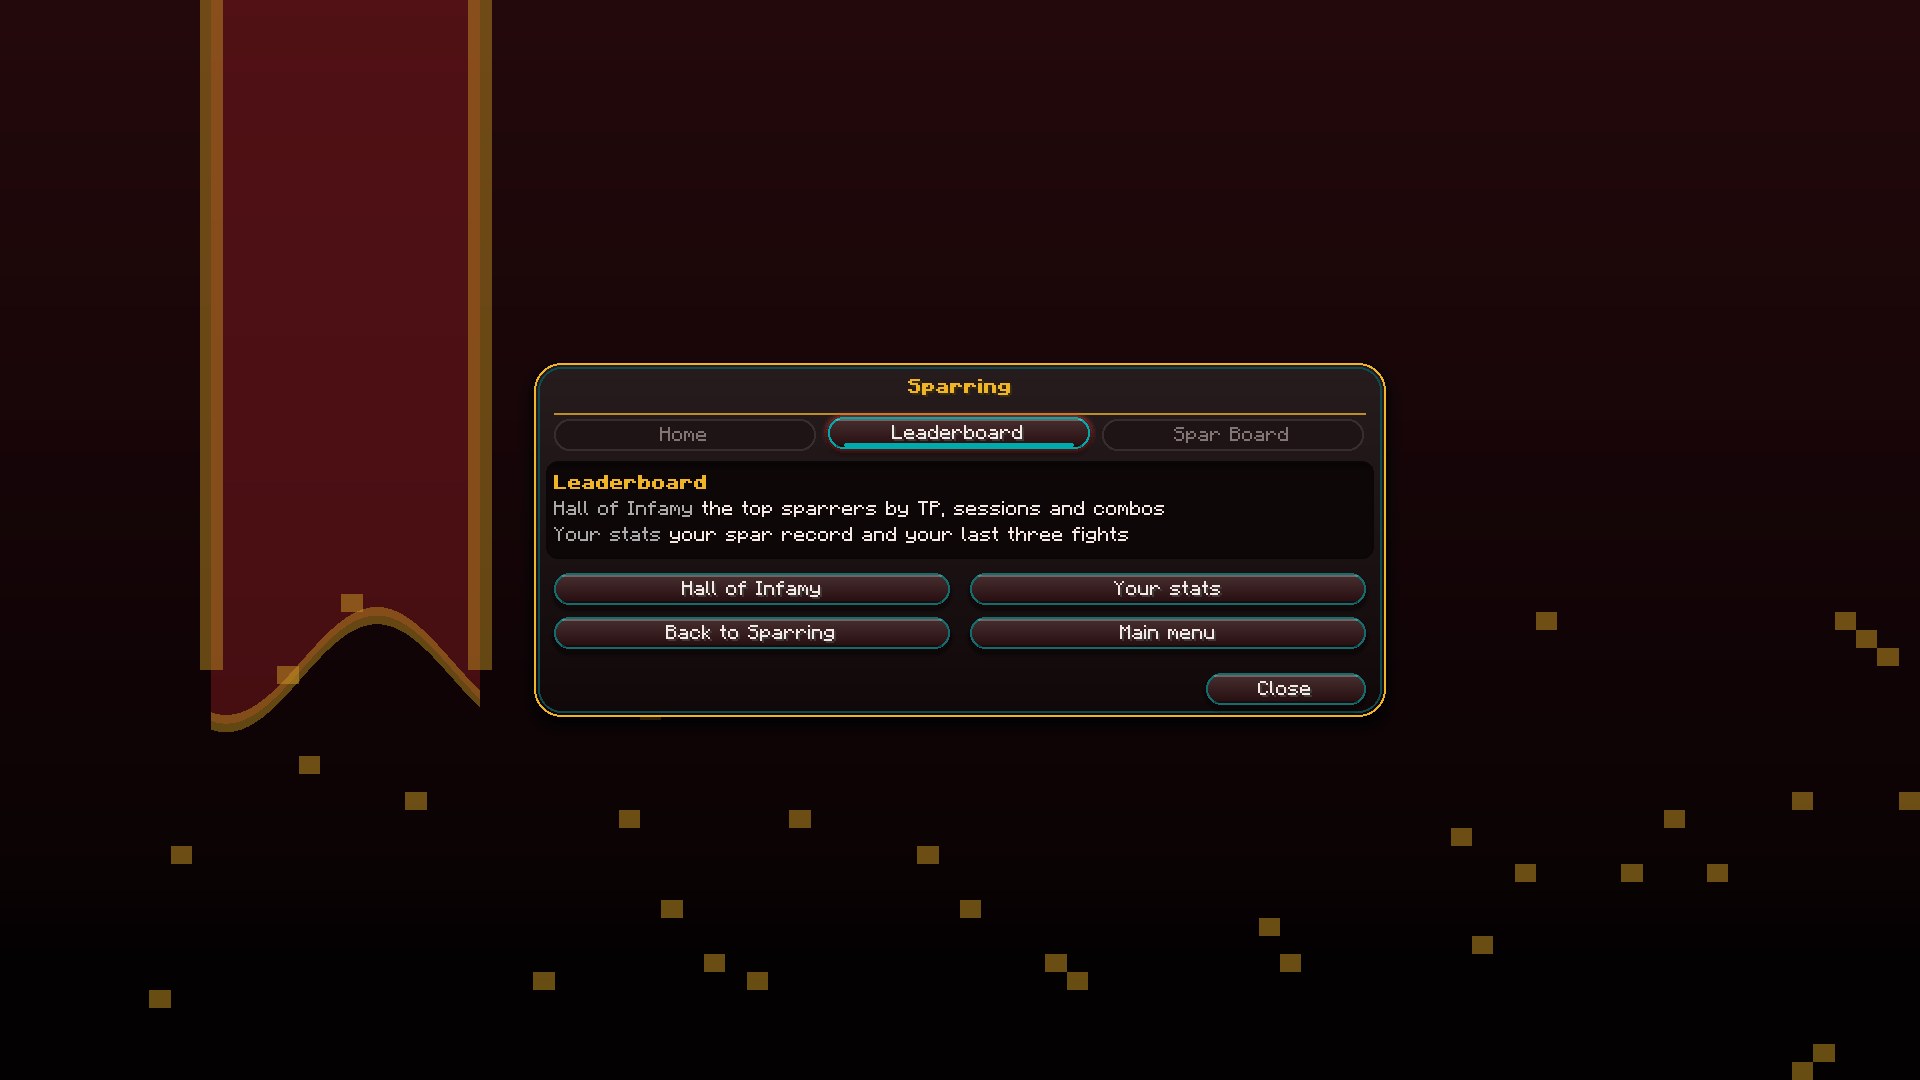 Sparring
Home Leaderboard Spar Board
Leaderboard
Hall of Infamy the top sparrers by TP, sessions and combos
Your stats your spar record and your last three fights
Hall of Infamy Your stats
Back to Sparring Main menu
Close